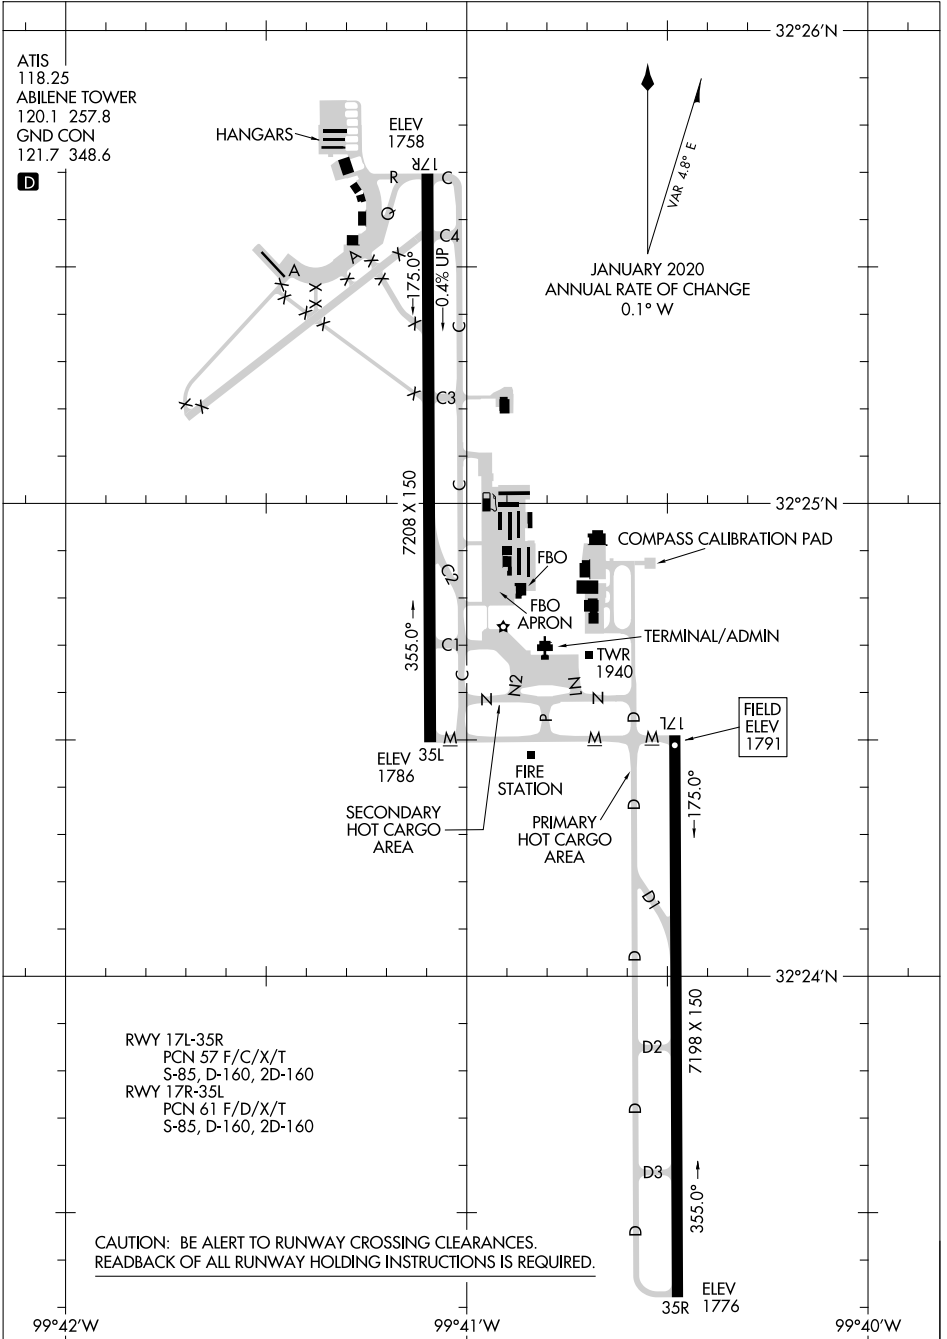 32°26'N
ATIS
118.25
ABILENE TOWER
120.1 257.8
GND CON
121.7 348.6
D
HANGARS
ELEV
1758
17R
R
C
Q
C4
A
A
X
X
X
X
X
X
X
X
X
X
X
X
X
X
175.0°
0.4% UP
VAR 4.8° E
JANUARY 2020
ANNUAL RATE OF CHANGE
0.1° W
C
C3
7208 X 150
C
32°25'N
COMPASS CALIBRATION PAD
FBO
C2
FBO
APRON
355.0°
C1
TERMINAL/ADMIN
TWR
1940
C
N2
N1
N
N
P
D
17L
FIELD
ELEV
1791
M
M
M
35L
ELEV
1786
FIRE
STATION
175.0°
SECONDARY
HOT CARGO
AREA
PRIMARY
HOT CARGO
AREA
D
D1
D
32°24'N
7198 X 150
D2
RWY 17L-35R
PCN 57 F/C/X/T
S-85, D-160, 2D-160
RWY 17R-35L
PCN 61 F/D/X/T
S-85, D-160, 2D-160
D
D3
355.0°
D
CAUTION: BE ALERT TO RUNWAY CROSSING CLEARANCES.
READBACK OF ALL RUNWAY HOLDING INSTRUCTIONS IS REQUIRED.
35R
ELEV
1776
99°42'W
99°41'W
99°40'W